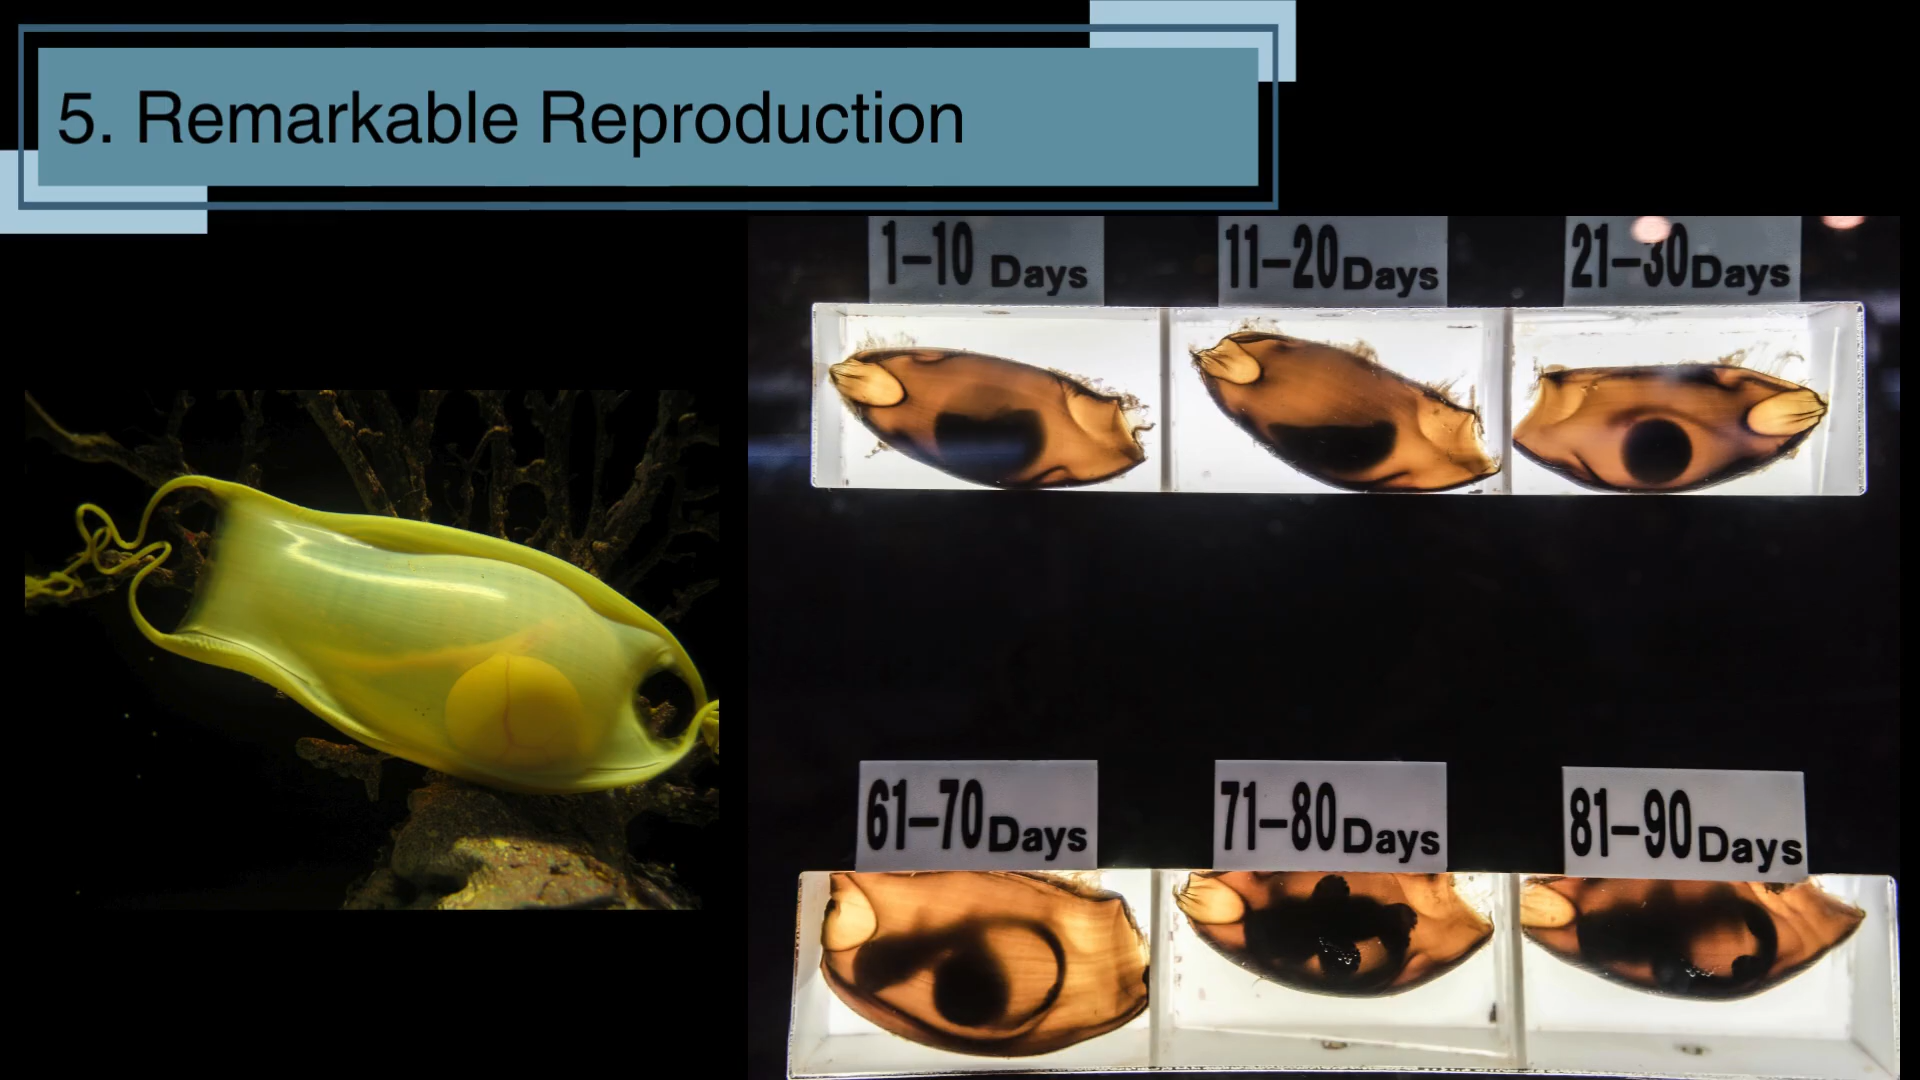 5. Remarkable Reproduction
1–10 Days
11–20 Days
21–30 Days
61–70 Days
71–80 Days
81–90 Days